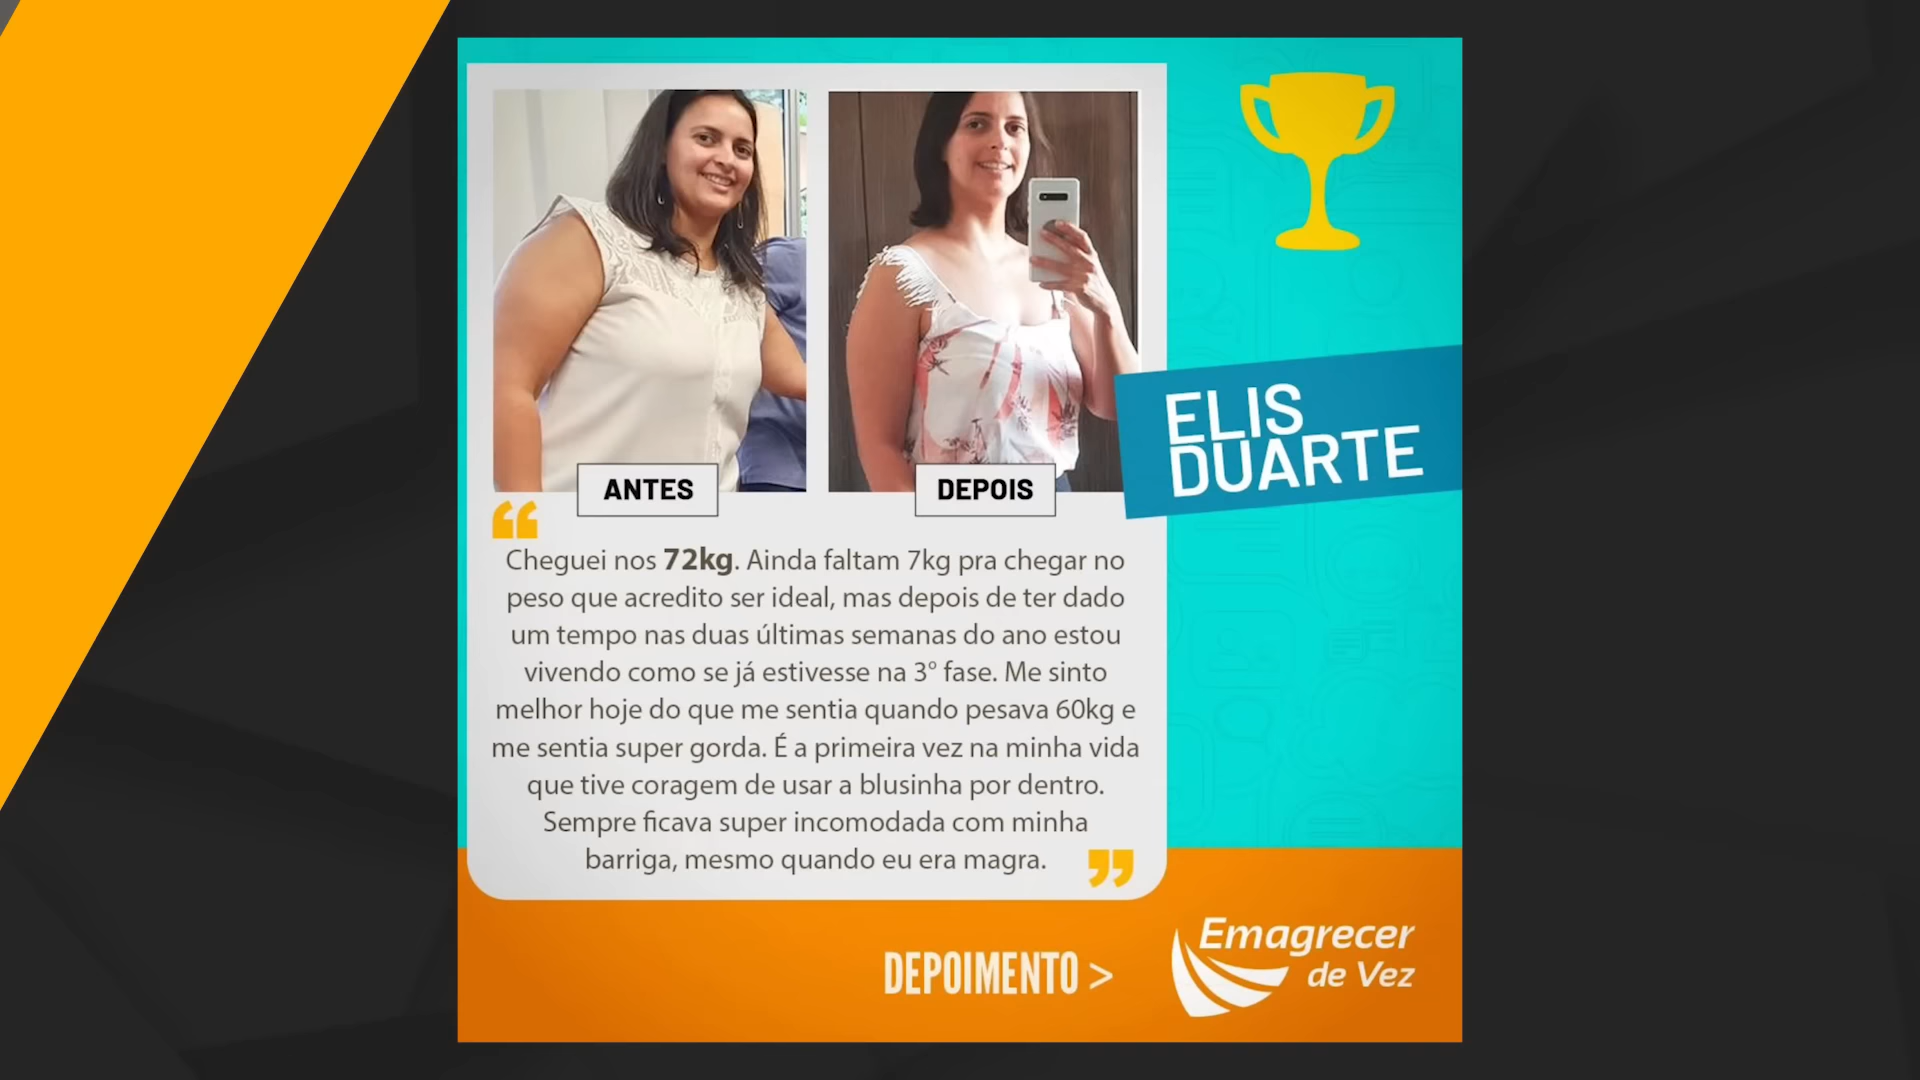 ELIS
DUARTE
ANTES
DEPOIS
“
Cheguei nos 72kg. Ainda faltam 7kg pra chegar no
peso que acredito ser ideal, mas depois de ter dado
um tempo nas duas últimas semanas do ano estou
vivendo como se já estivesse na 3° fase. Me sinto
melhor hoje do que me sentia quando pesava 60kg e
me sentia super gorda. É a primeira vez na minha vida
que tive coragem de usar a blusinha por dentro.
Sempre ficava super incomodada com minha
barriga, mesmo quando eu era magra. ”
DEPOIMENTO >
Emagrecer
de Vez